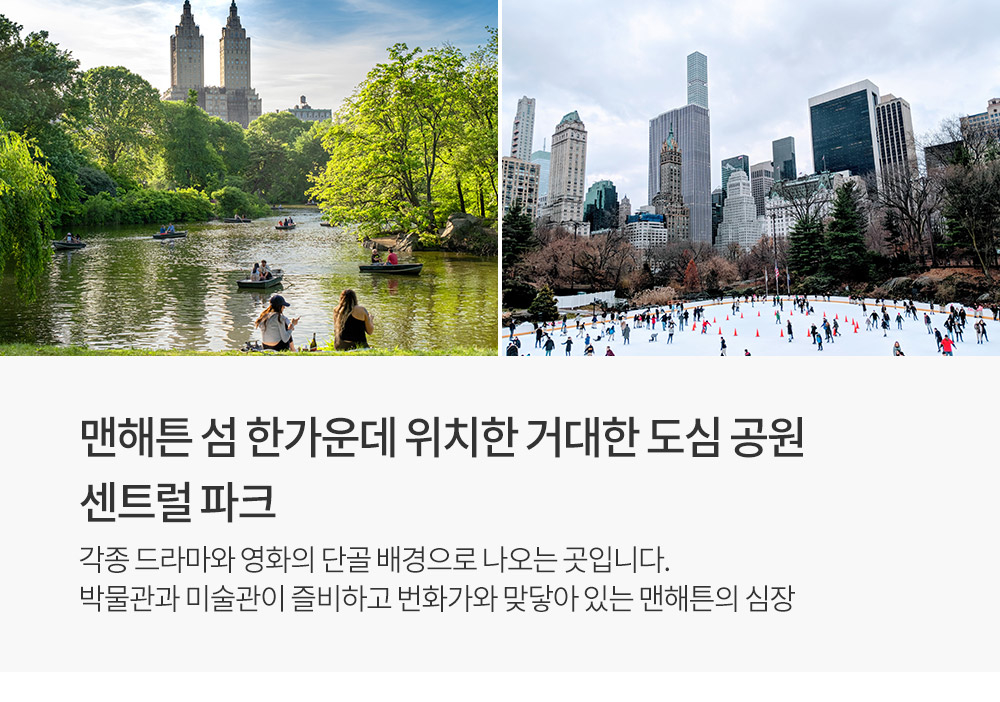 맨해튼 섬 한가운데 위치한 거대한 도심 공원
센트럴 파크
각종 드라마와 영화의 단골 배경으로 나오는 곳입니다.
박물관과 미술관이 즐비하고 번화가와 맞닿아 있는 맨해튼의 심장